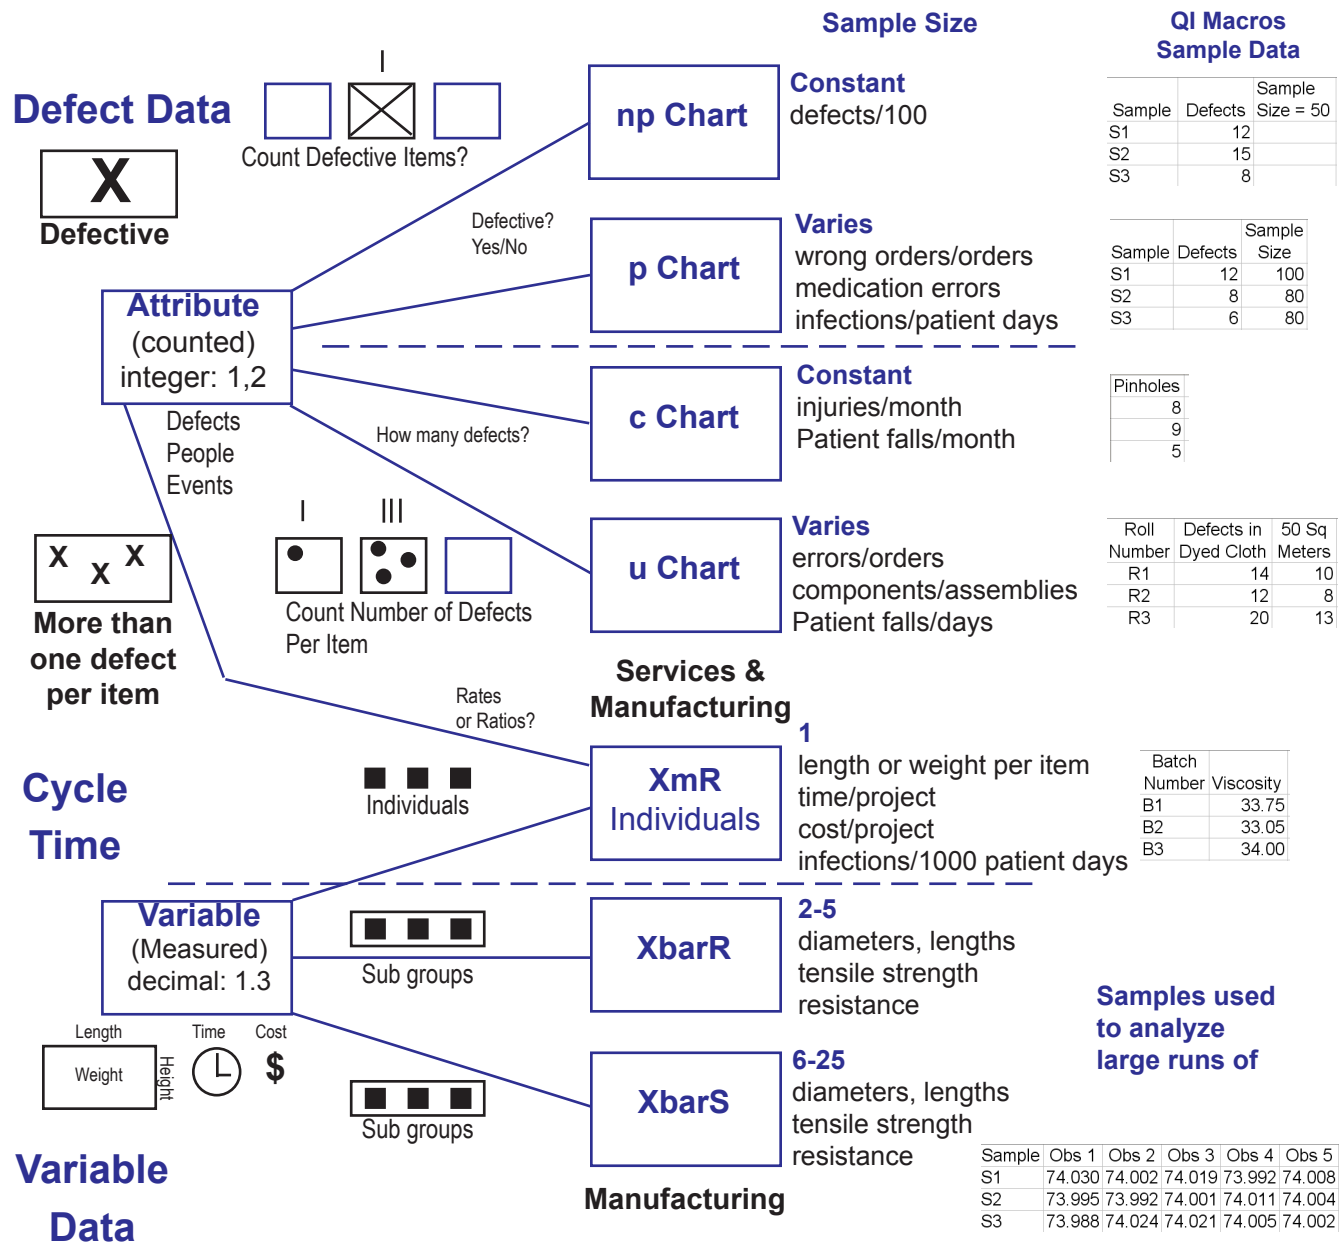 Sample Size
QI Macros
Sample Data
Defect Data
I
Count Defective Items?
X
Defective
np Chart
Constant
defects/100
Sample
Sample Defects Size = 50
S1 12
S2 15
S3 8
Defective?
Yes/No
p Chart
Varies
wrong orders/orders
medication errors
infections/patient days
Sample
Sample Defects Size
S1 12 100
S2 8 80
S3 6 80
Attribute
(counted)
integer: 1,2
Defects
People
Events
How many defects?
c Chart
Constant
injuries/month
Patient falls/month
Pinholes
8
9
5
I III
X X X
More than
one defect
per item
Count Number of Defects
Per Item
u Chart
Varies
errors/orders
components/assemblies
Patient falls/days
Roll Defects in 50 Sq
Number Dyed Cloth Meters
R1 14 10
R2 12 8
R3 20 13
Services &
Manufacturing
Rates
or Ratios?
Cycle
Time
Individuals
XmR
Individuals
1
length or weight per item
time/project
cost/project
infections/1000 patient days
Batch
Number Viscosity
B1 33.75
B2 33.05
B3 34.00
Variable
(Measured)
decimal: 1.3
Sub groups
XbarR
2-5
diameters, lengths
tensile strength
resistance
Samples used
to analyze
large runs of
Length Time Cost
Weight
Height
$
Sub groups
XbarS
6-25
diameters, lengths
tensile strength
resistance
Variable
Data
Manufacturing
Sample Obs 1 Obs 2 Obs 3 Obs 4 Obs 5
S1 74.030 74.002 74.019 73.992 74.008
S2 73.995 73.992 74.001 74.011 74.004
S3 73.988 74.024 74.021 74.005 74.002